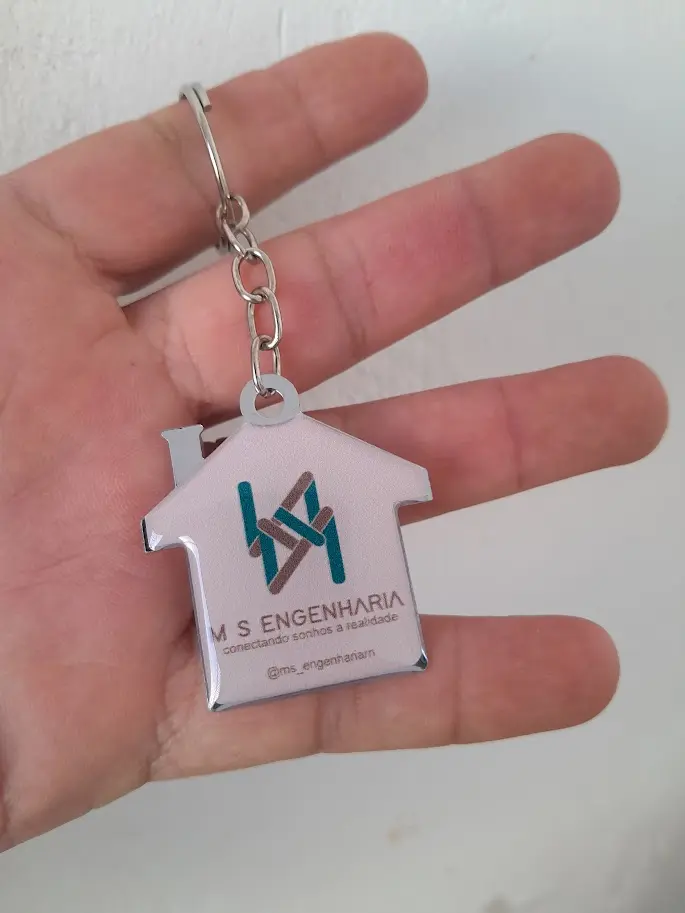 M S ENGENHARIA
conectando sonhos a realidade
@ms_engenhariam